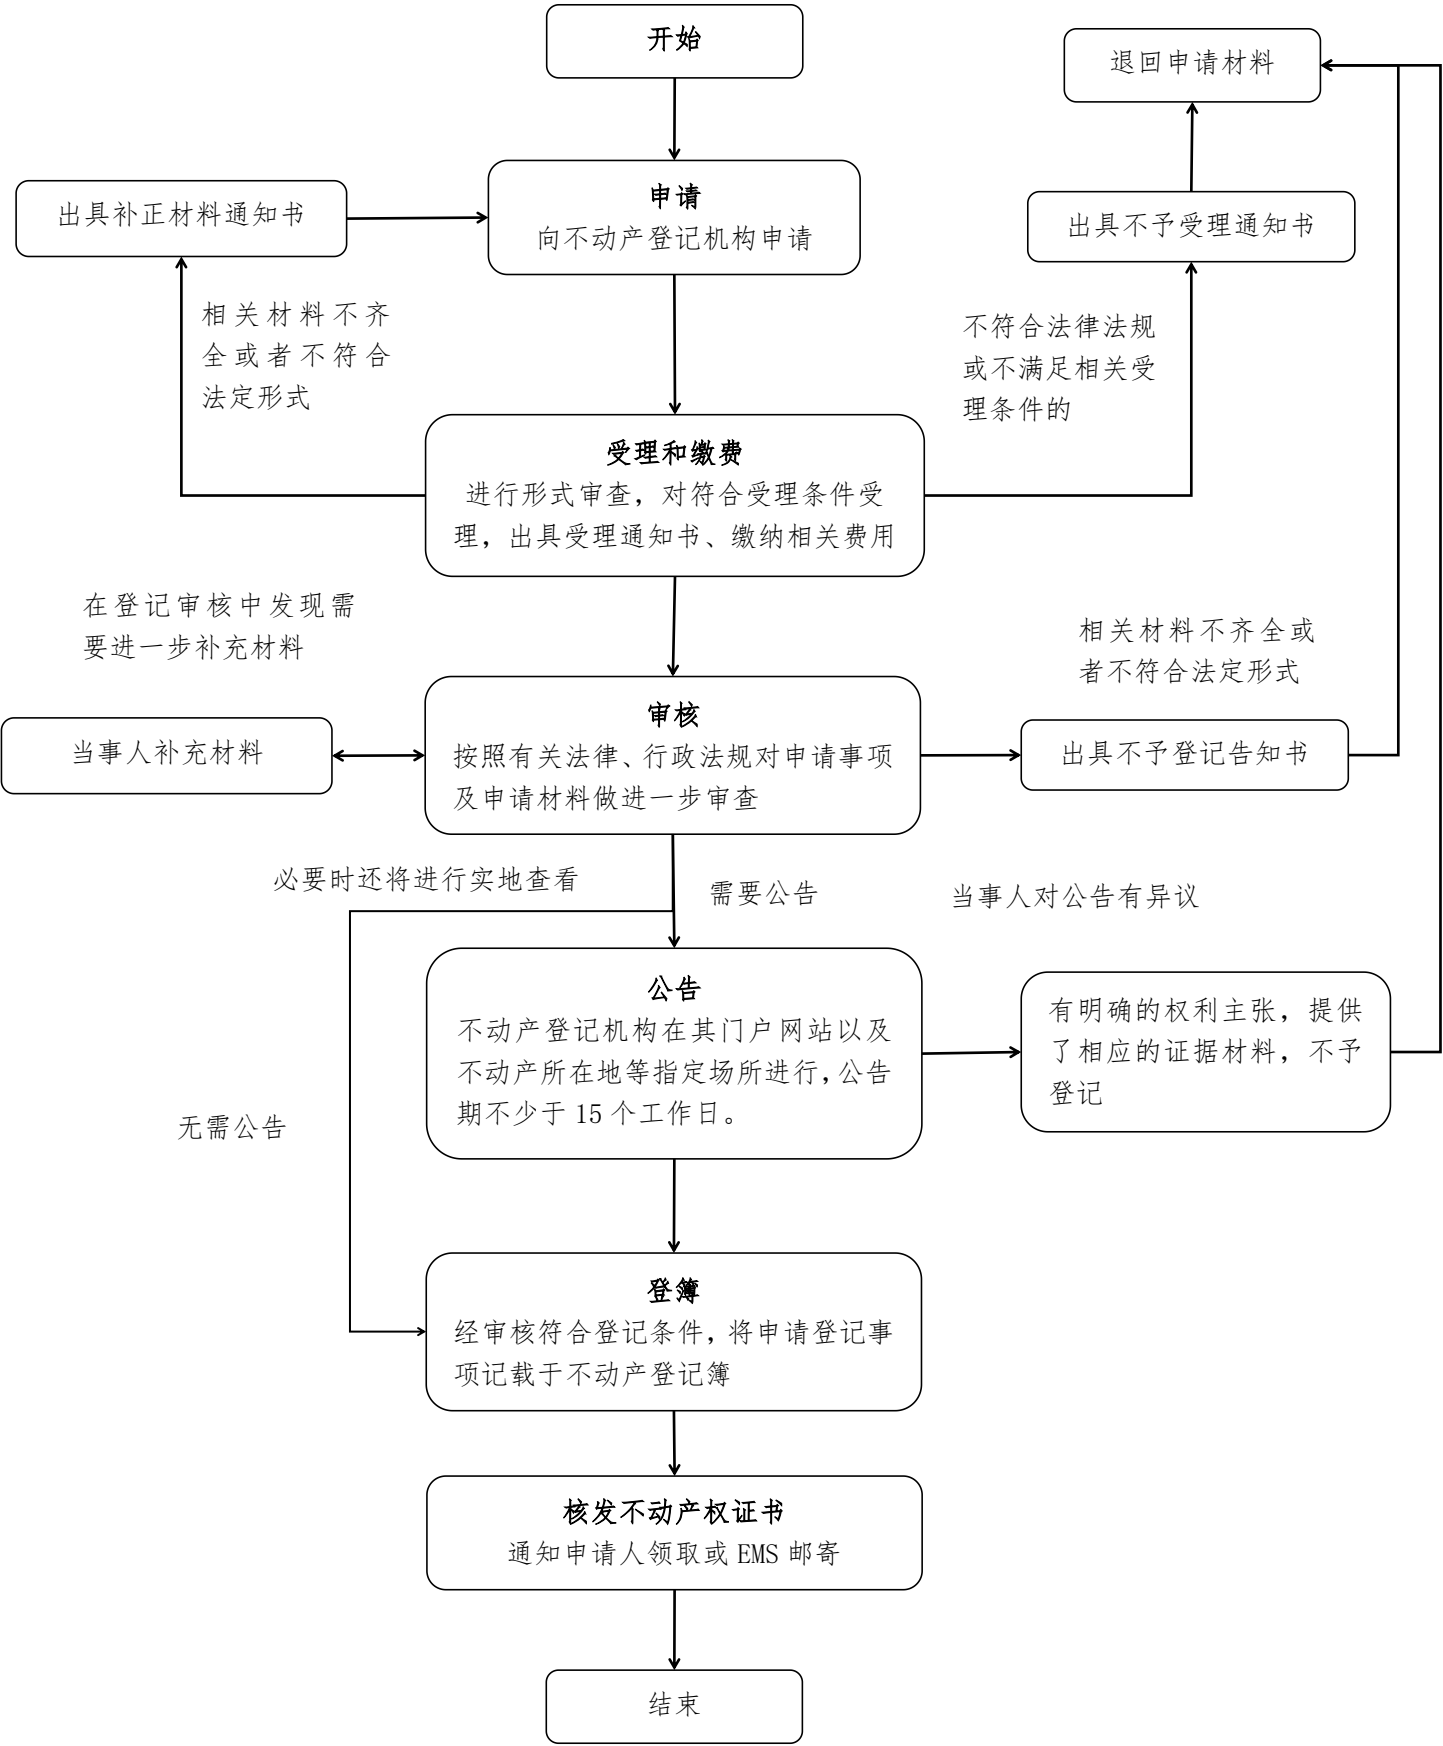 开始
退回申请材料
申请
向不动产登记机构申请
出具补正材料通知书
出具不予受理通知书
相关材料不齐
全或者不符合
法定形式
不符合法律法规
或不满足相关受
理条件的
受理和缴费
进行形式审查，对符合受理条件受
理，出具受理通知书、缴纳相关费用
在登记审核中发现需
要进一步补充材料
相关材料不齐全或
者不符合法定形式
审核
按照有关法律、行政法规对申请事项
及申请材料做进一步审查
当事人补充材料
出具不予登记告知书
必要时还将进行实地查看
需要公告
当事人对公告有异议
公告
不动产登记机构在其门户网站以及
不动产所在地等指定场所进行，公告
期不少于 15 个工作日。
有明确的权利主张，提供
了相应的证据材料，不予
登记
无需公告
登簿
经审核符合登记条件，将申请登记事
项记载于不动产登记簿
核发不动产权证书
通知申请人领取或 EMS 邮寄
结束